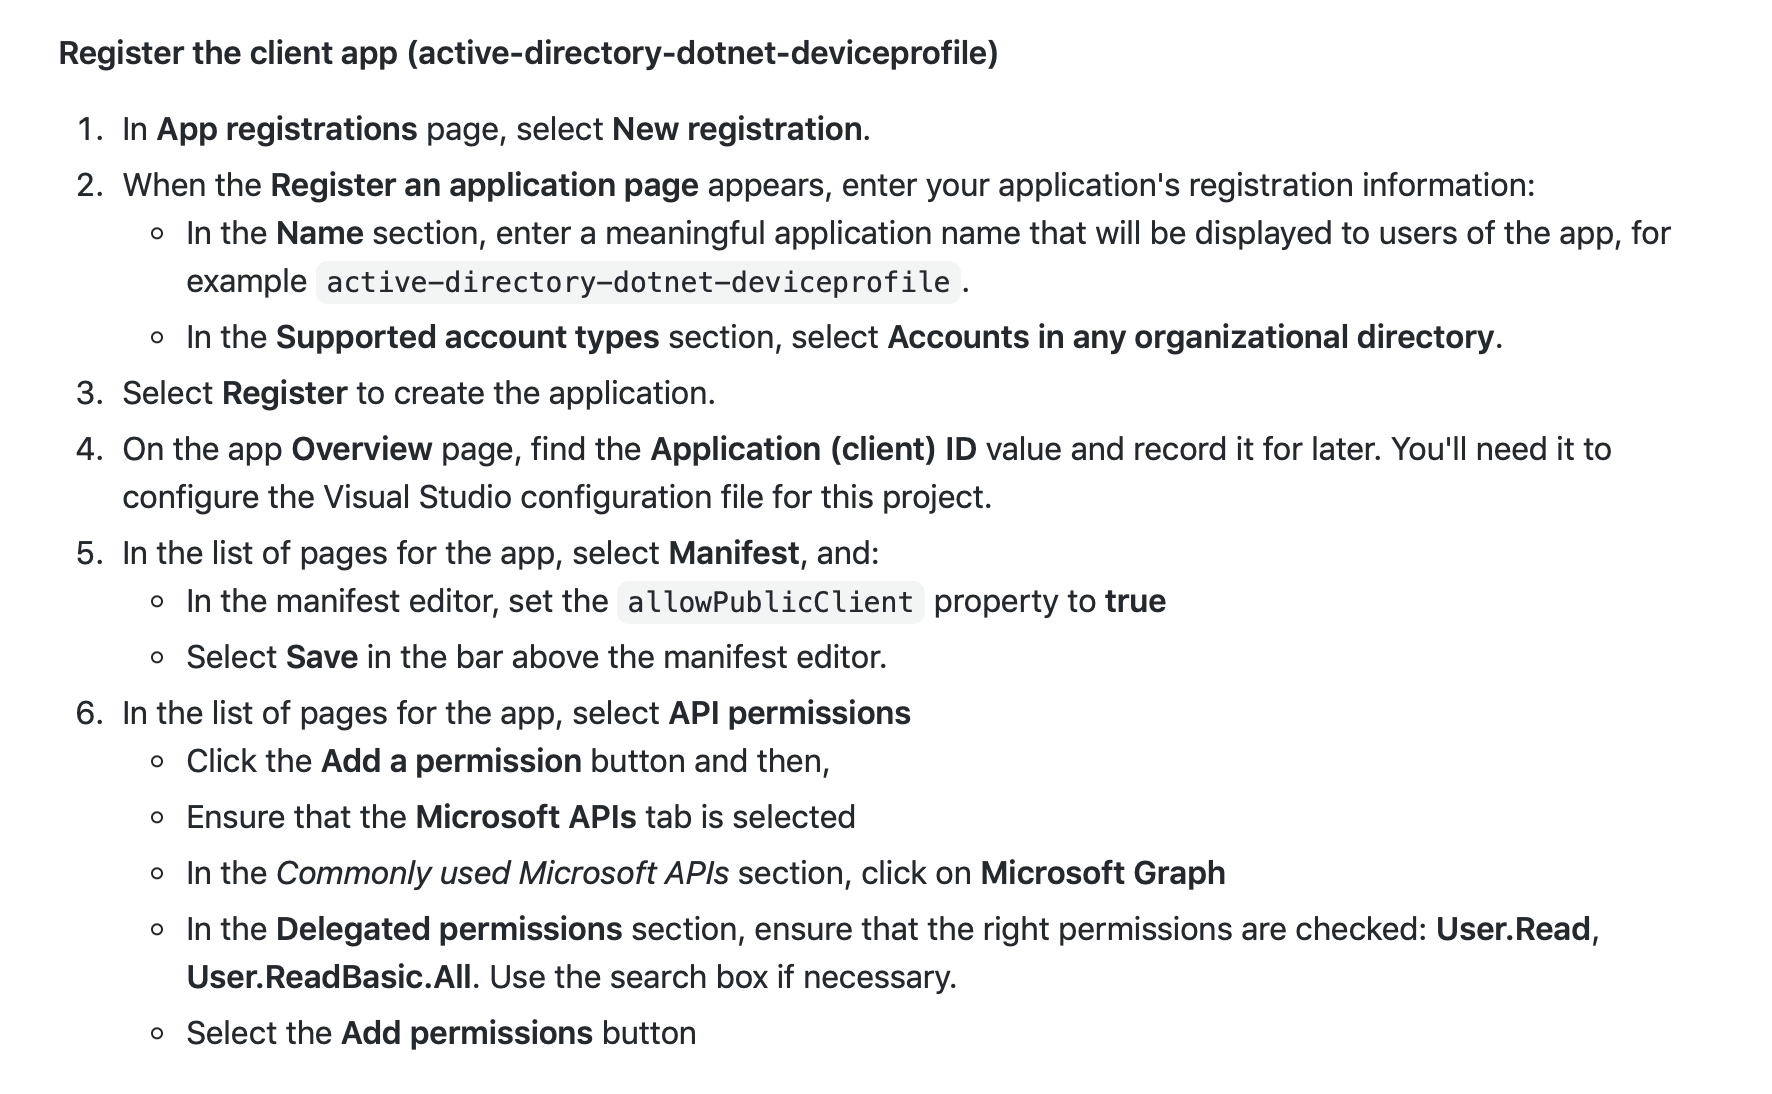 Register the client app (active-directory-dotnet-deviceprofile)
1. In App registrations page, select New registration.
2. When the Register an application page appears, enter your application's registration information:
◦ In the Name section, enter a meaningful application name that will be displayed to users of the app, for
example active-directory-dotnet-deviceprofile.
◦ In the Supported account types section, select Accounts in any organizational directory.
3. Select Register to create the application.
4. On the app Overview page, find the Application (client) ID value and record it for later. You'll need it to
configure the Visual Studio configuration file for this project.
5. In the list of pages for the app, select Manifest, and:
◦ In the manifest editor, set the allowPublicClient property to true
◦ Select Save in the bar above the manifest editor.
6. In the list of pages for the app, select API permissions
◦ Click the Add a permission button and then,
◦ Ensure that the Microsoft APIs tab is selected
◦ In the Commonly used Microsoft APIs section, click on Microsoft Graph
◦ In the Delegated permissions section, ensure that the right permissions are checked: User.Read,
User.ReadBasic.All. Use the search box if necessary.
◦ Select the Add permissions button